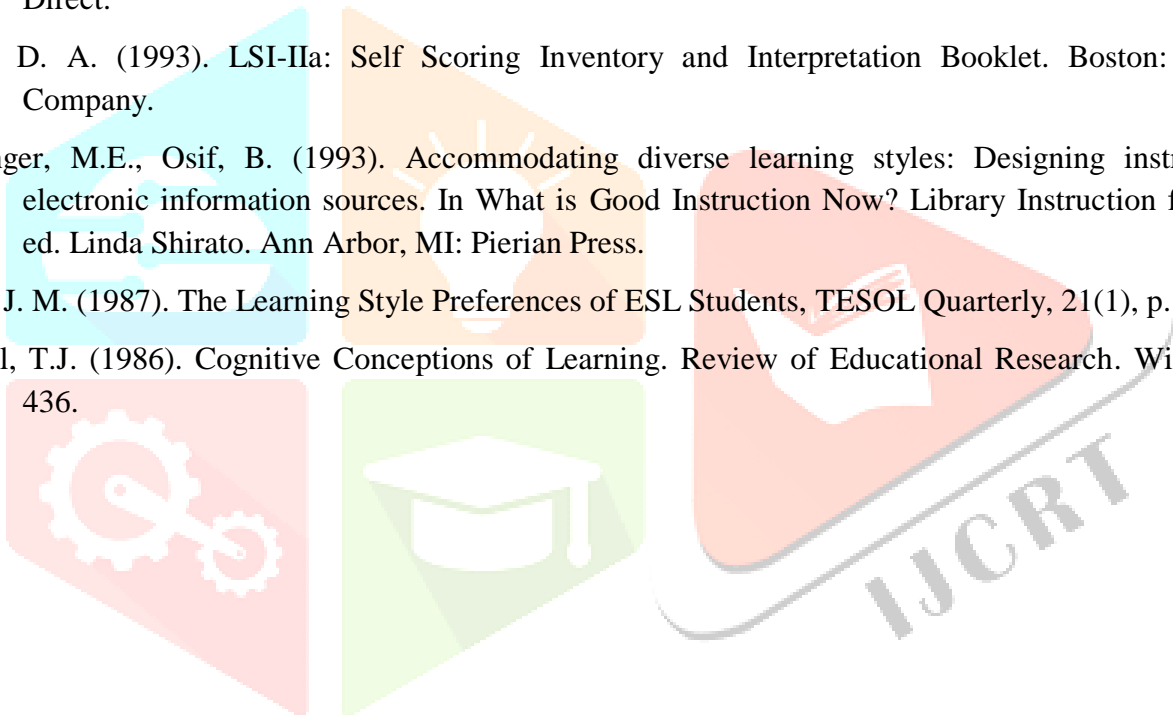 Direct.
D. A. (1993). LSI-IIa: Self Scoring Inventory and Interpretation Booklet. Boston:
Company.
nger, M.E., Osif, B. (1993). Accommodating diverse learning styles: Designing instr
electronic information sources. In What is Good Instruction Now? Library Instruction f
ed. Linda Shirato. Ann Arbor, MI: Pierian Press.
J. M. (1987). The Learning Style Preferences of ESL Students, TESOL Quarterly, 21(1), p.
l, T.J. (1986). Cognitive Conceptions of Learning. Review of Educational Research. Wi
436.
IJCRT